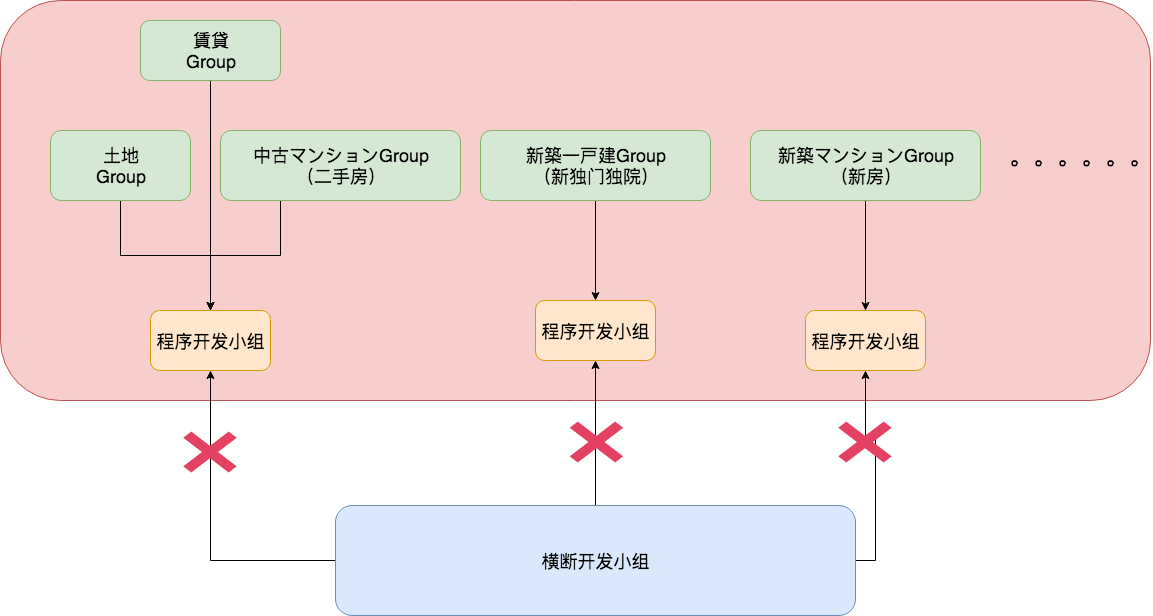 賃貸
Group
土地
Group
中古マンションGroup
（二手房）
新築一戸建Group
（新独门独院）
新築マンションGroup
（新房）
。。。。。。
程序开发小组
程序开发小组
程序开发小组
横断开发小组